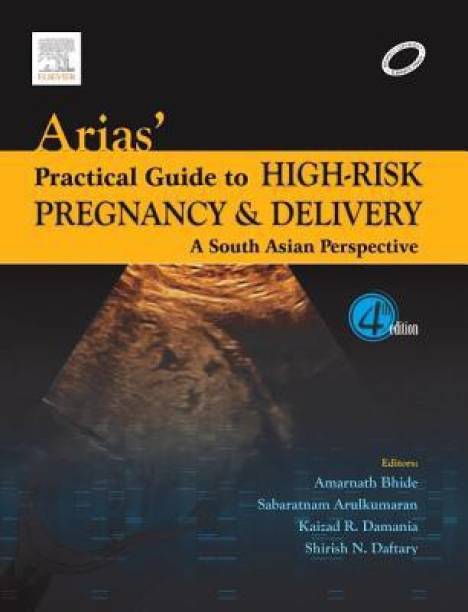 ELSEVIER
Arias'
Practical Guide to HIGH-RISK
PREGNANCY & DELIVERY
A South Asian Perspective
4th edition
Editors:
Amarnath Bhide
Sabaratnam Arulkumaran
Kaizad R. Damania
Shirish N. Daftary